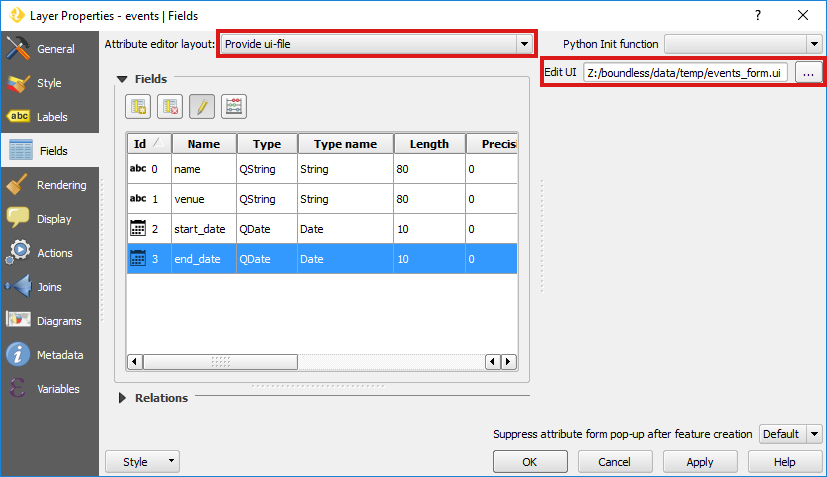 Layer Properties - events | Fields
General
Style
Labels
Fields
Rendering
Display
Actions
Joins
Diagrams
Metadata
Variables
Attribute editor layout: Provide ui-file
Python Init function
Edit UI Z:/boundless/data/temp/events_form.ui ...
Fields
Id Name Type Type name Length Precisi
abc 0 name QString String 80 0
abc 1 venue QString String 80 0
2 start_date QDate Date 10 0
3 end_date QDate Date 10 0
Relations
Suppress attribute form pop-up after feature creation Default
Style OK Cancel Apply Help